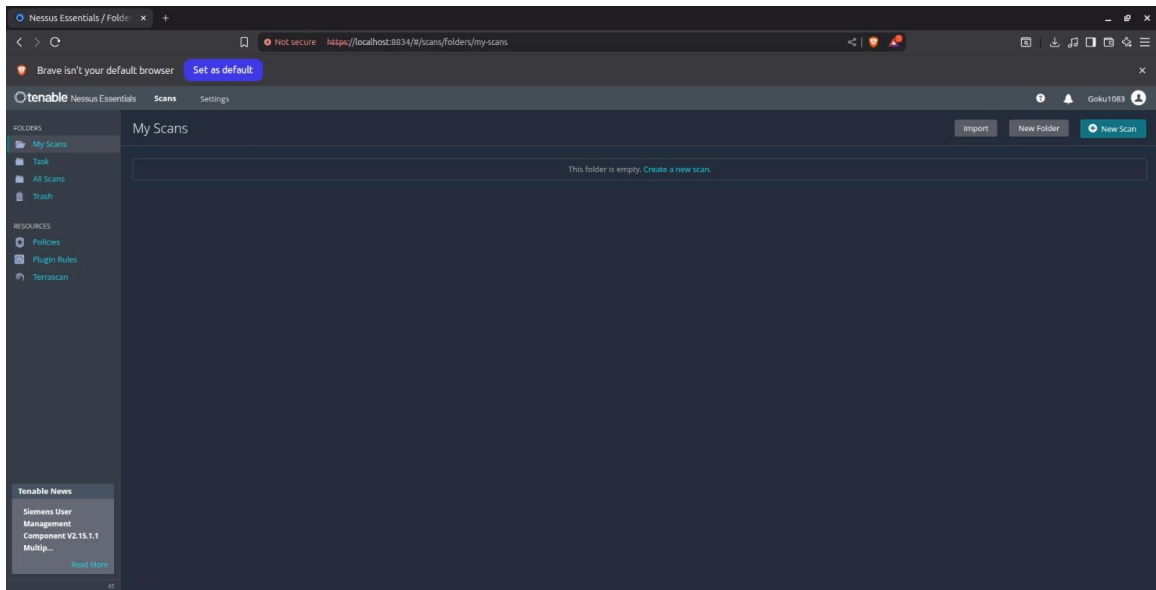 Nessus Essentials / Folde
Not secure https://localhost:8834/#/scans/folders/my-scans
Brave isn't your default browser Set as default
tenable Nessus Essentials Scans Settings Goku1083
FOLDERS
My Scans
Task
All Scans
Trash
RESOURCES
Policies
Plugin Rules
Terrascan
My Scans Import New Folder New Scan
This folder is empty. Create a new scan.
Tenable News
Siemens User
Management
Component V2.15.1.1
Multip...
Read More